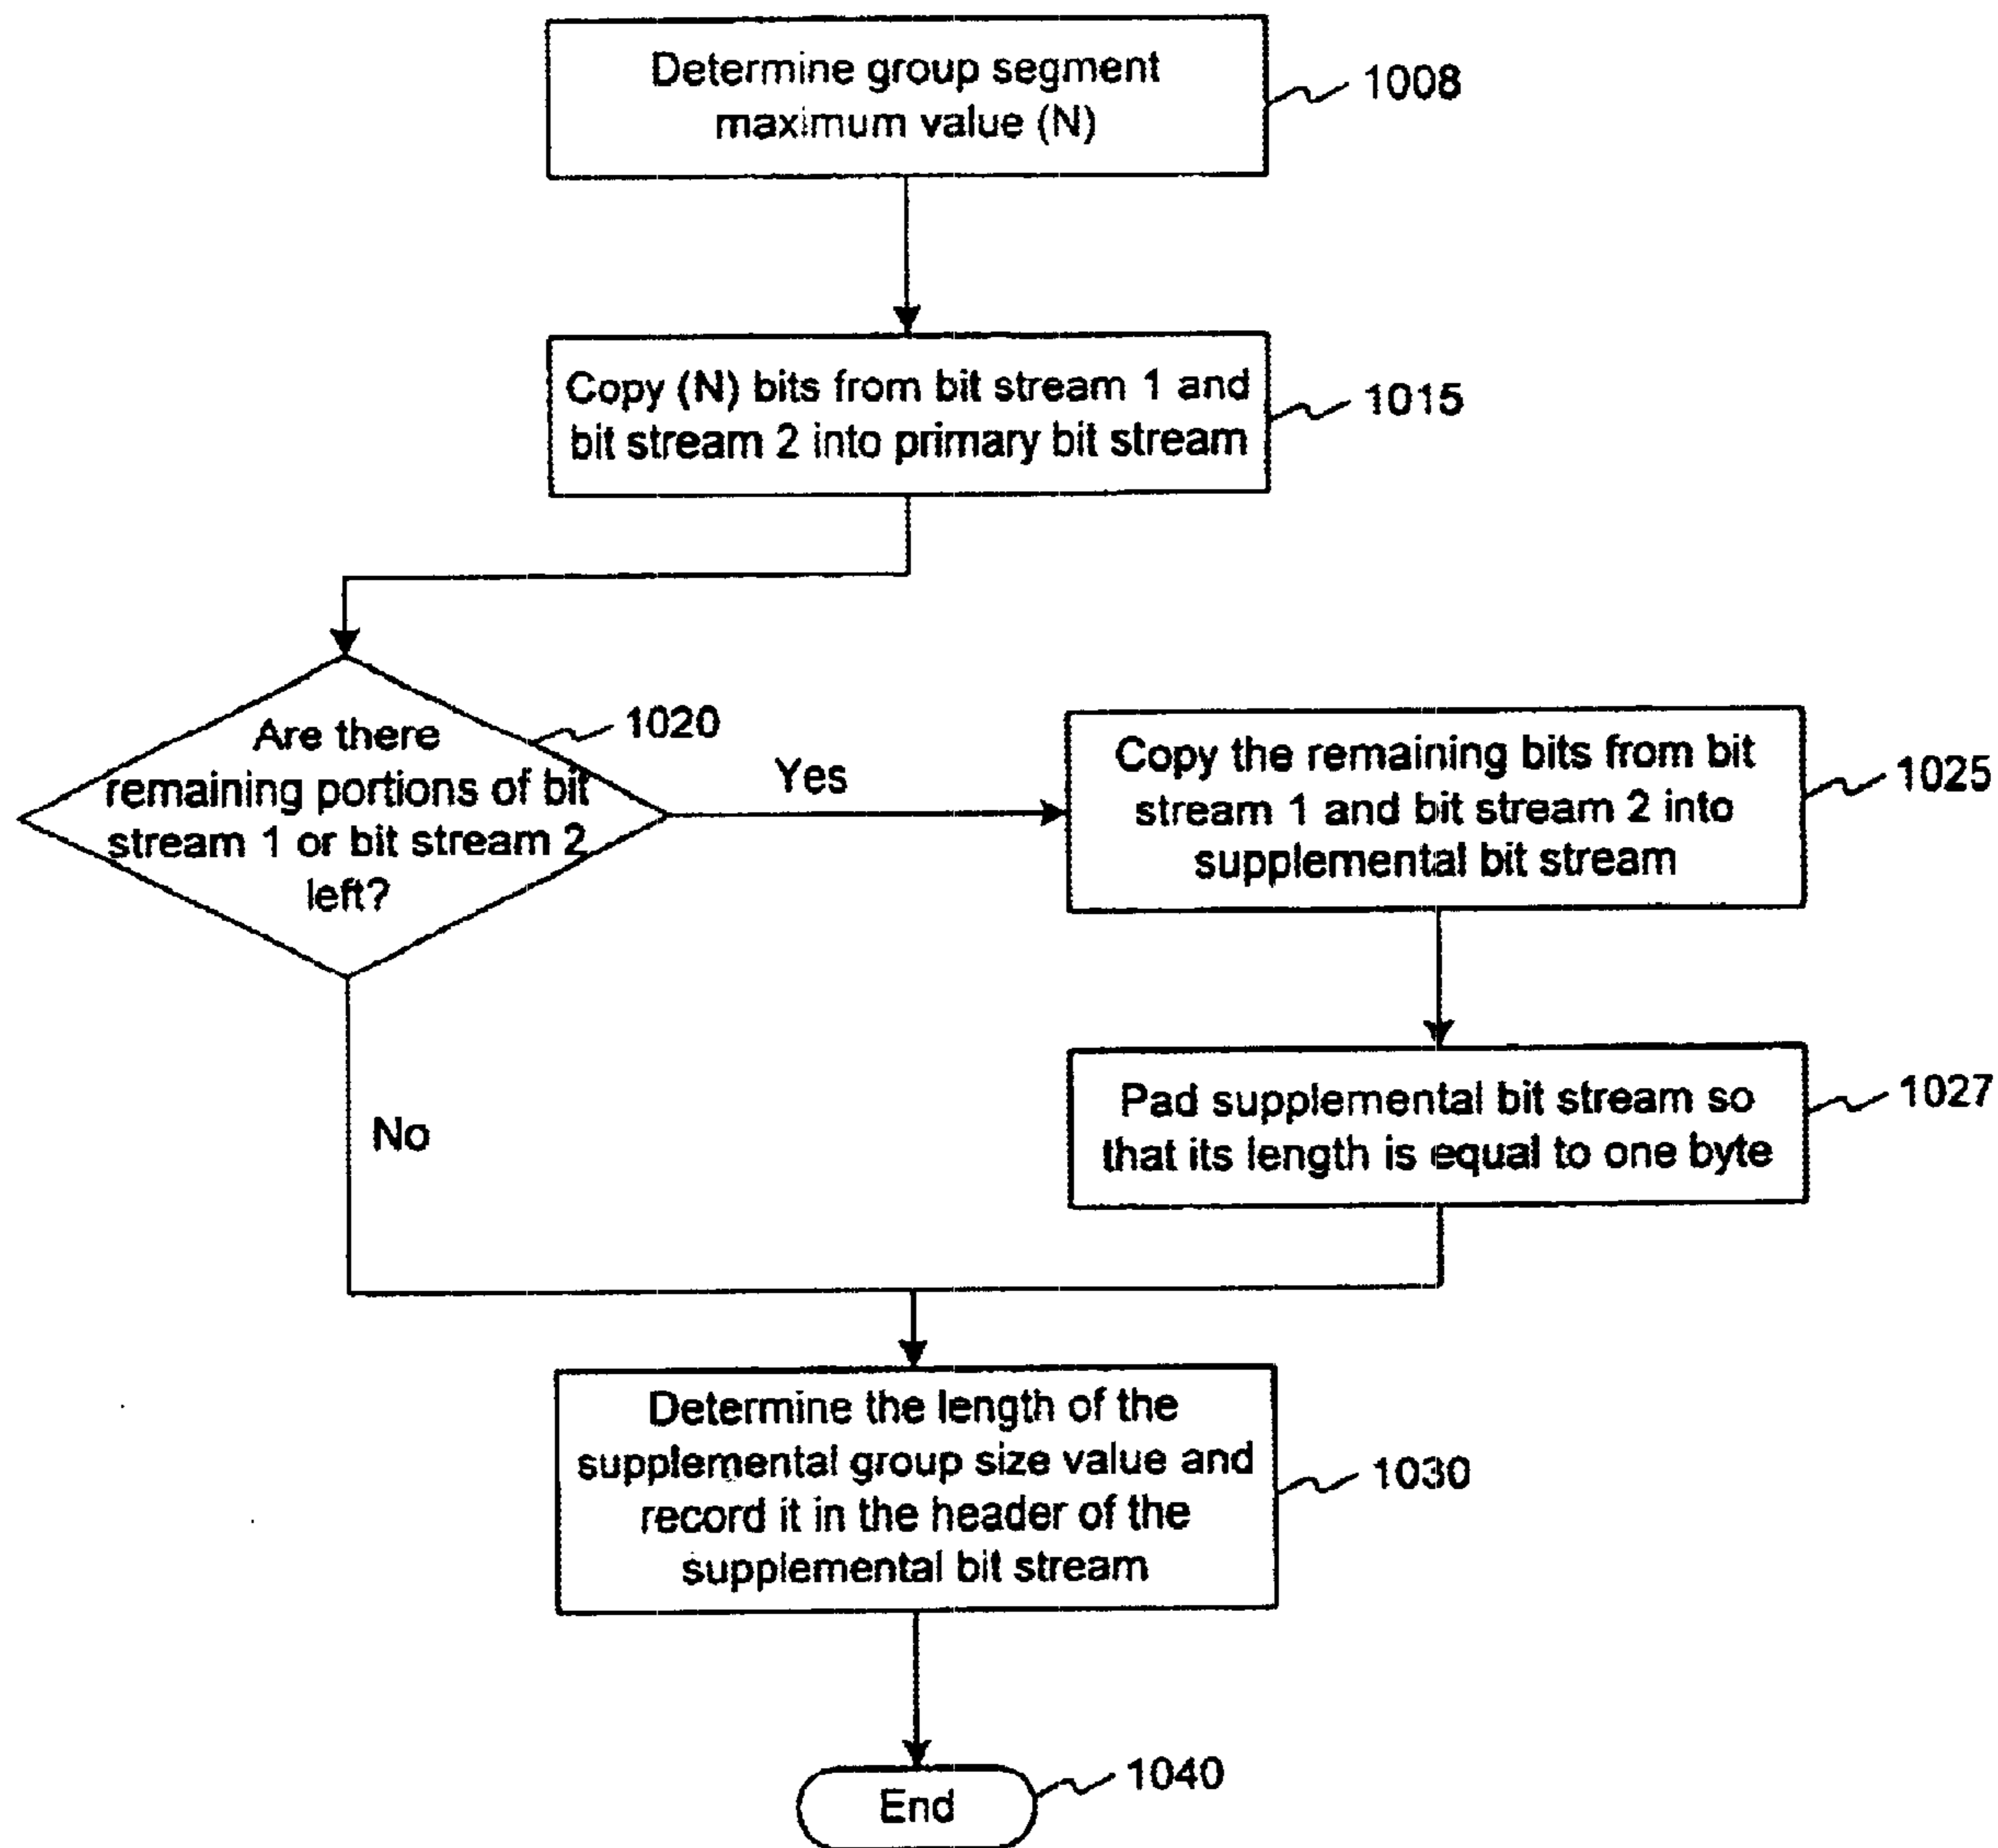 Determine group segment
maximum value (N)
1008
Copy (N) bits from bit stream 1 and
bit stream 2 into primary bit stream
1015
Are there
remaining portions of bit
stream 1 or bit stream 2
left?
1020
Yes
Copy the remaining bits from bit
stream 1 and bit stream 2 into
supplemental bit stream
1025
Pad supplemental bit stream so
that its length is equal to one byte
1027
No
Determine the length of the
supplemental group size value and
record it in the header of the
supplemental bit stream
1030
End
1040